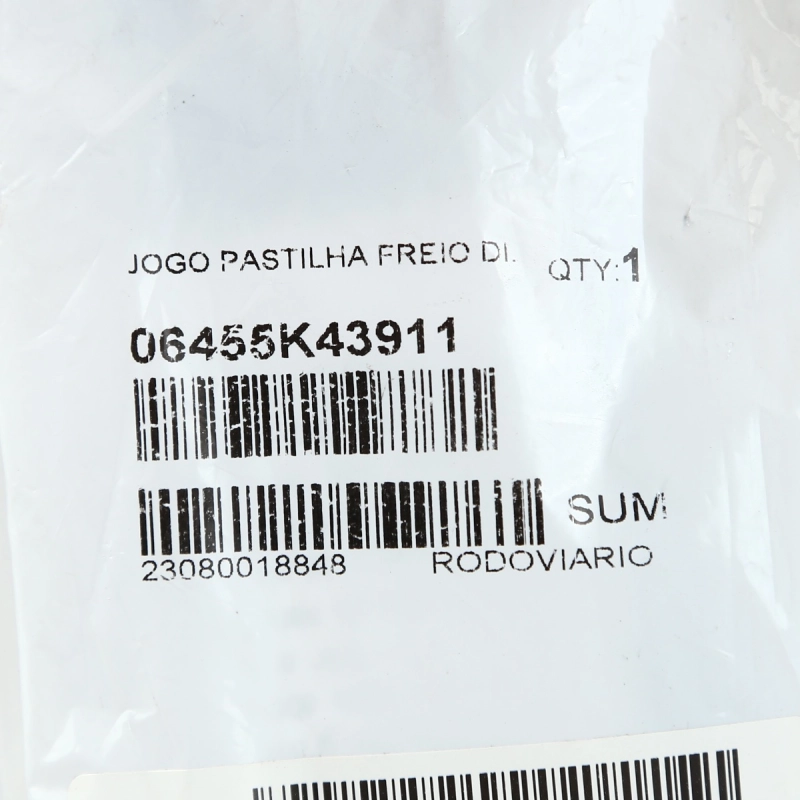 JOGO PASTILHA FREIO DI. QTY:1
06455K43911
SUM
23080018848 RODOVIARIO